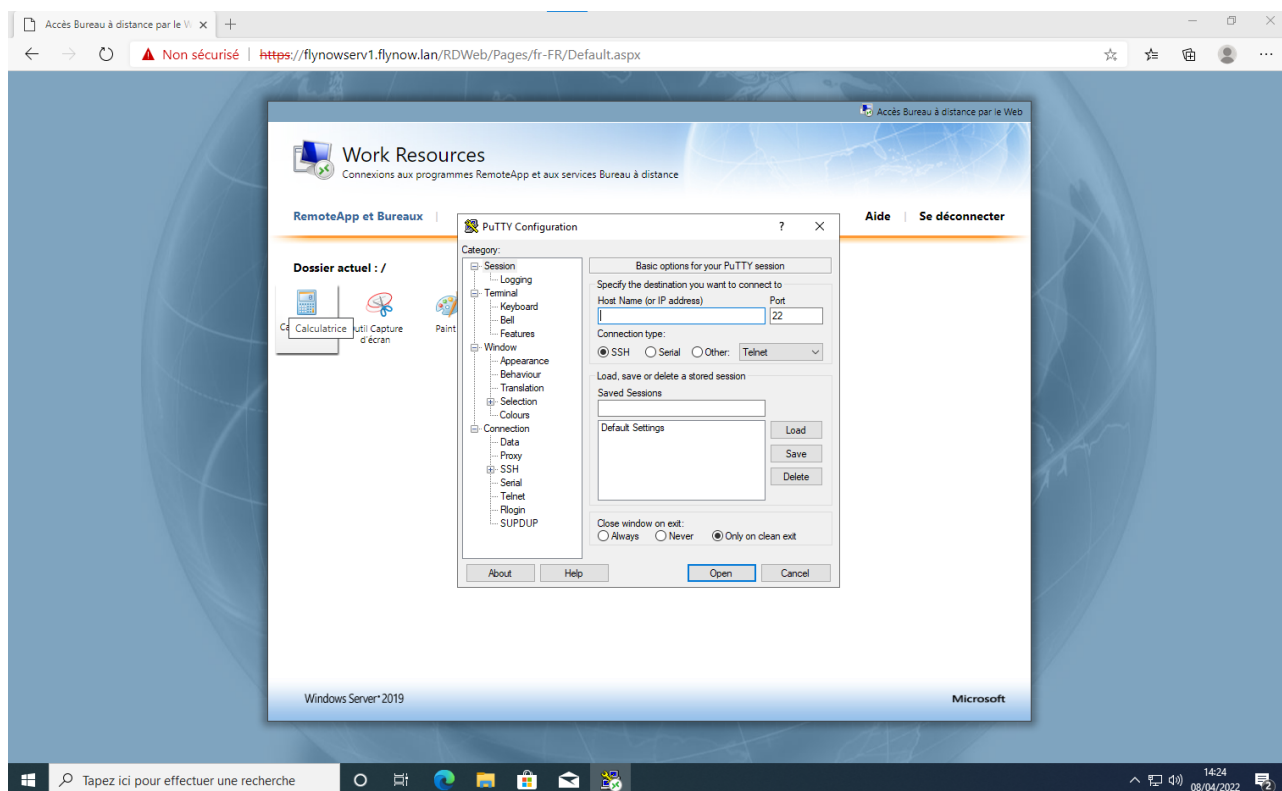 Accès Bureau à distance par le W
Non sécurisé | https://flynowserv1.flynow.lan/RDWeb/Pages/fr-FR/Default.aspx
Accès Bureau à distance par le Web
Work Resources
Connexions aux programmes RemoteApp et aux services Bureau à distance
RemoteApp et Bureaux
Aide | Se déconnecter
Dossier actuel : /
Ca
Calculatrice
util Capture
d'écran
Paint
PuTTY Configuration
?
Category:
Session
Logging
Terminal
Keyboard
Bell
Features
Window
Appearance
Behaviour
Translation
Selection
Colours
Connection
Data
Proxy
SSH
Serial
Telnet
Rlogin
SUPDUP
Basic options for your PuTTY session
Specify the destination you want to connect to
Host Name (or IP address) Port
22
Connection type:
SSH Serial Other: Telnet
Load, save or delete a stored session
Saved Sessions
Default Settings
Load
Save
Delete
Close window on exit:
Always Never Only on clean exit
About Help Open Cancel
Windows Server 2019
Microsoft
Tapez ici pour effectuer une recherche
14:24
08/04/2022
2